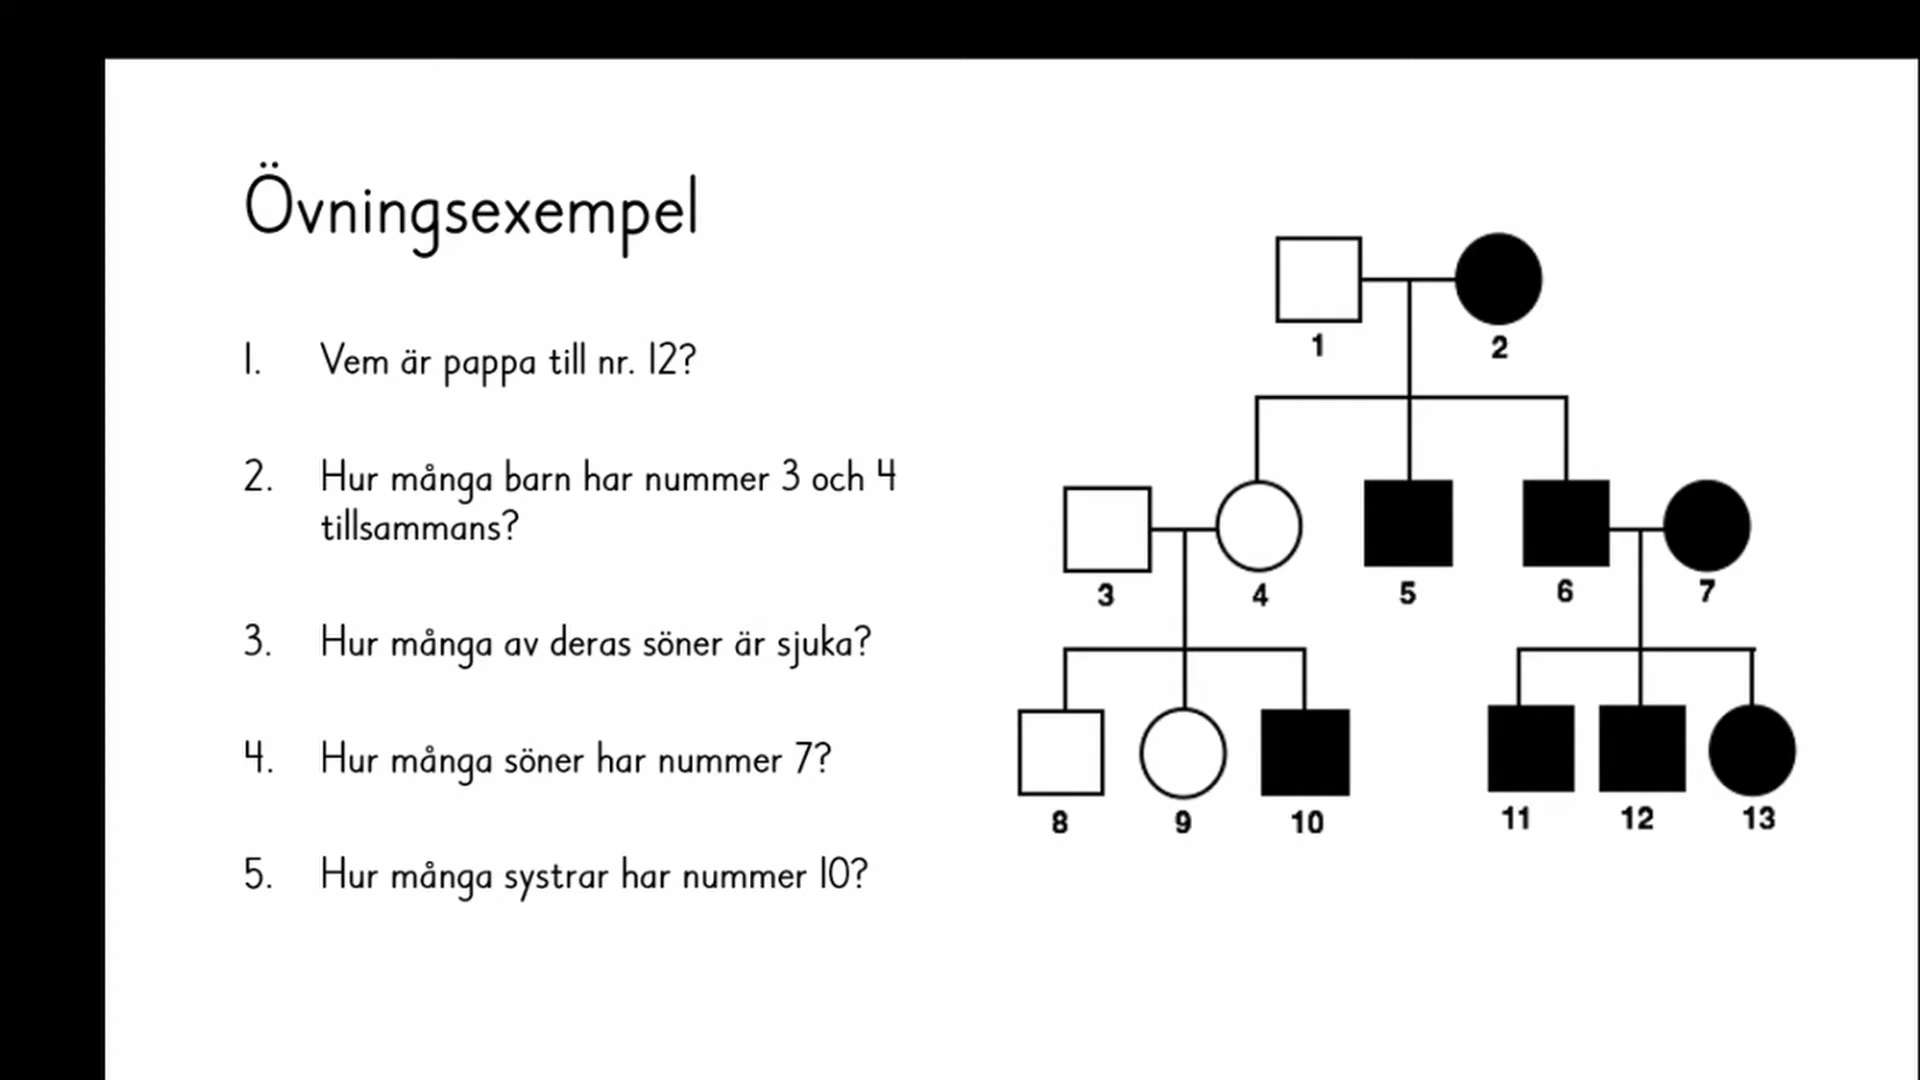 Övningsexempel
1. Vem är pappa till nr. 12?
2. Hur många barn har nummer 3 och 4
tillsammans?
3. Hur många av deras söner är sjuka?
4. Hur många söner har nummer 7?
5. Hur många systrar har nummer 10?
1 2
3 4 5 6 7
8 9 10 11 12 13